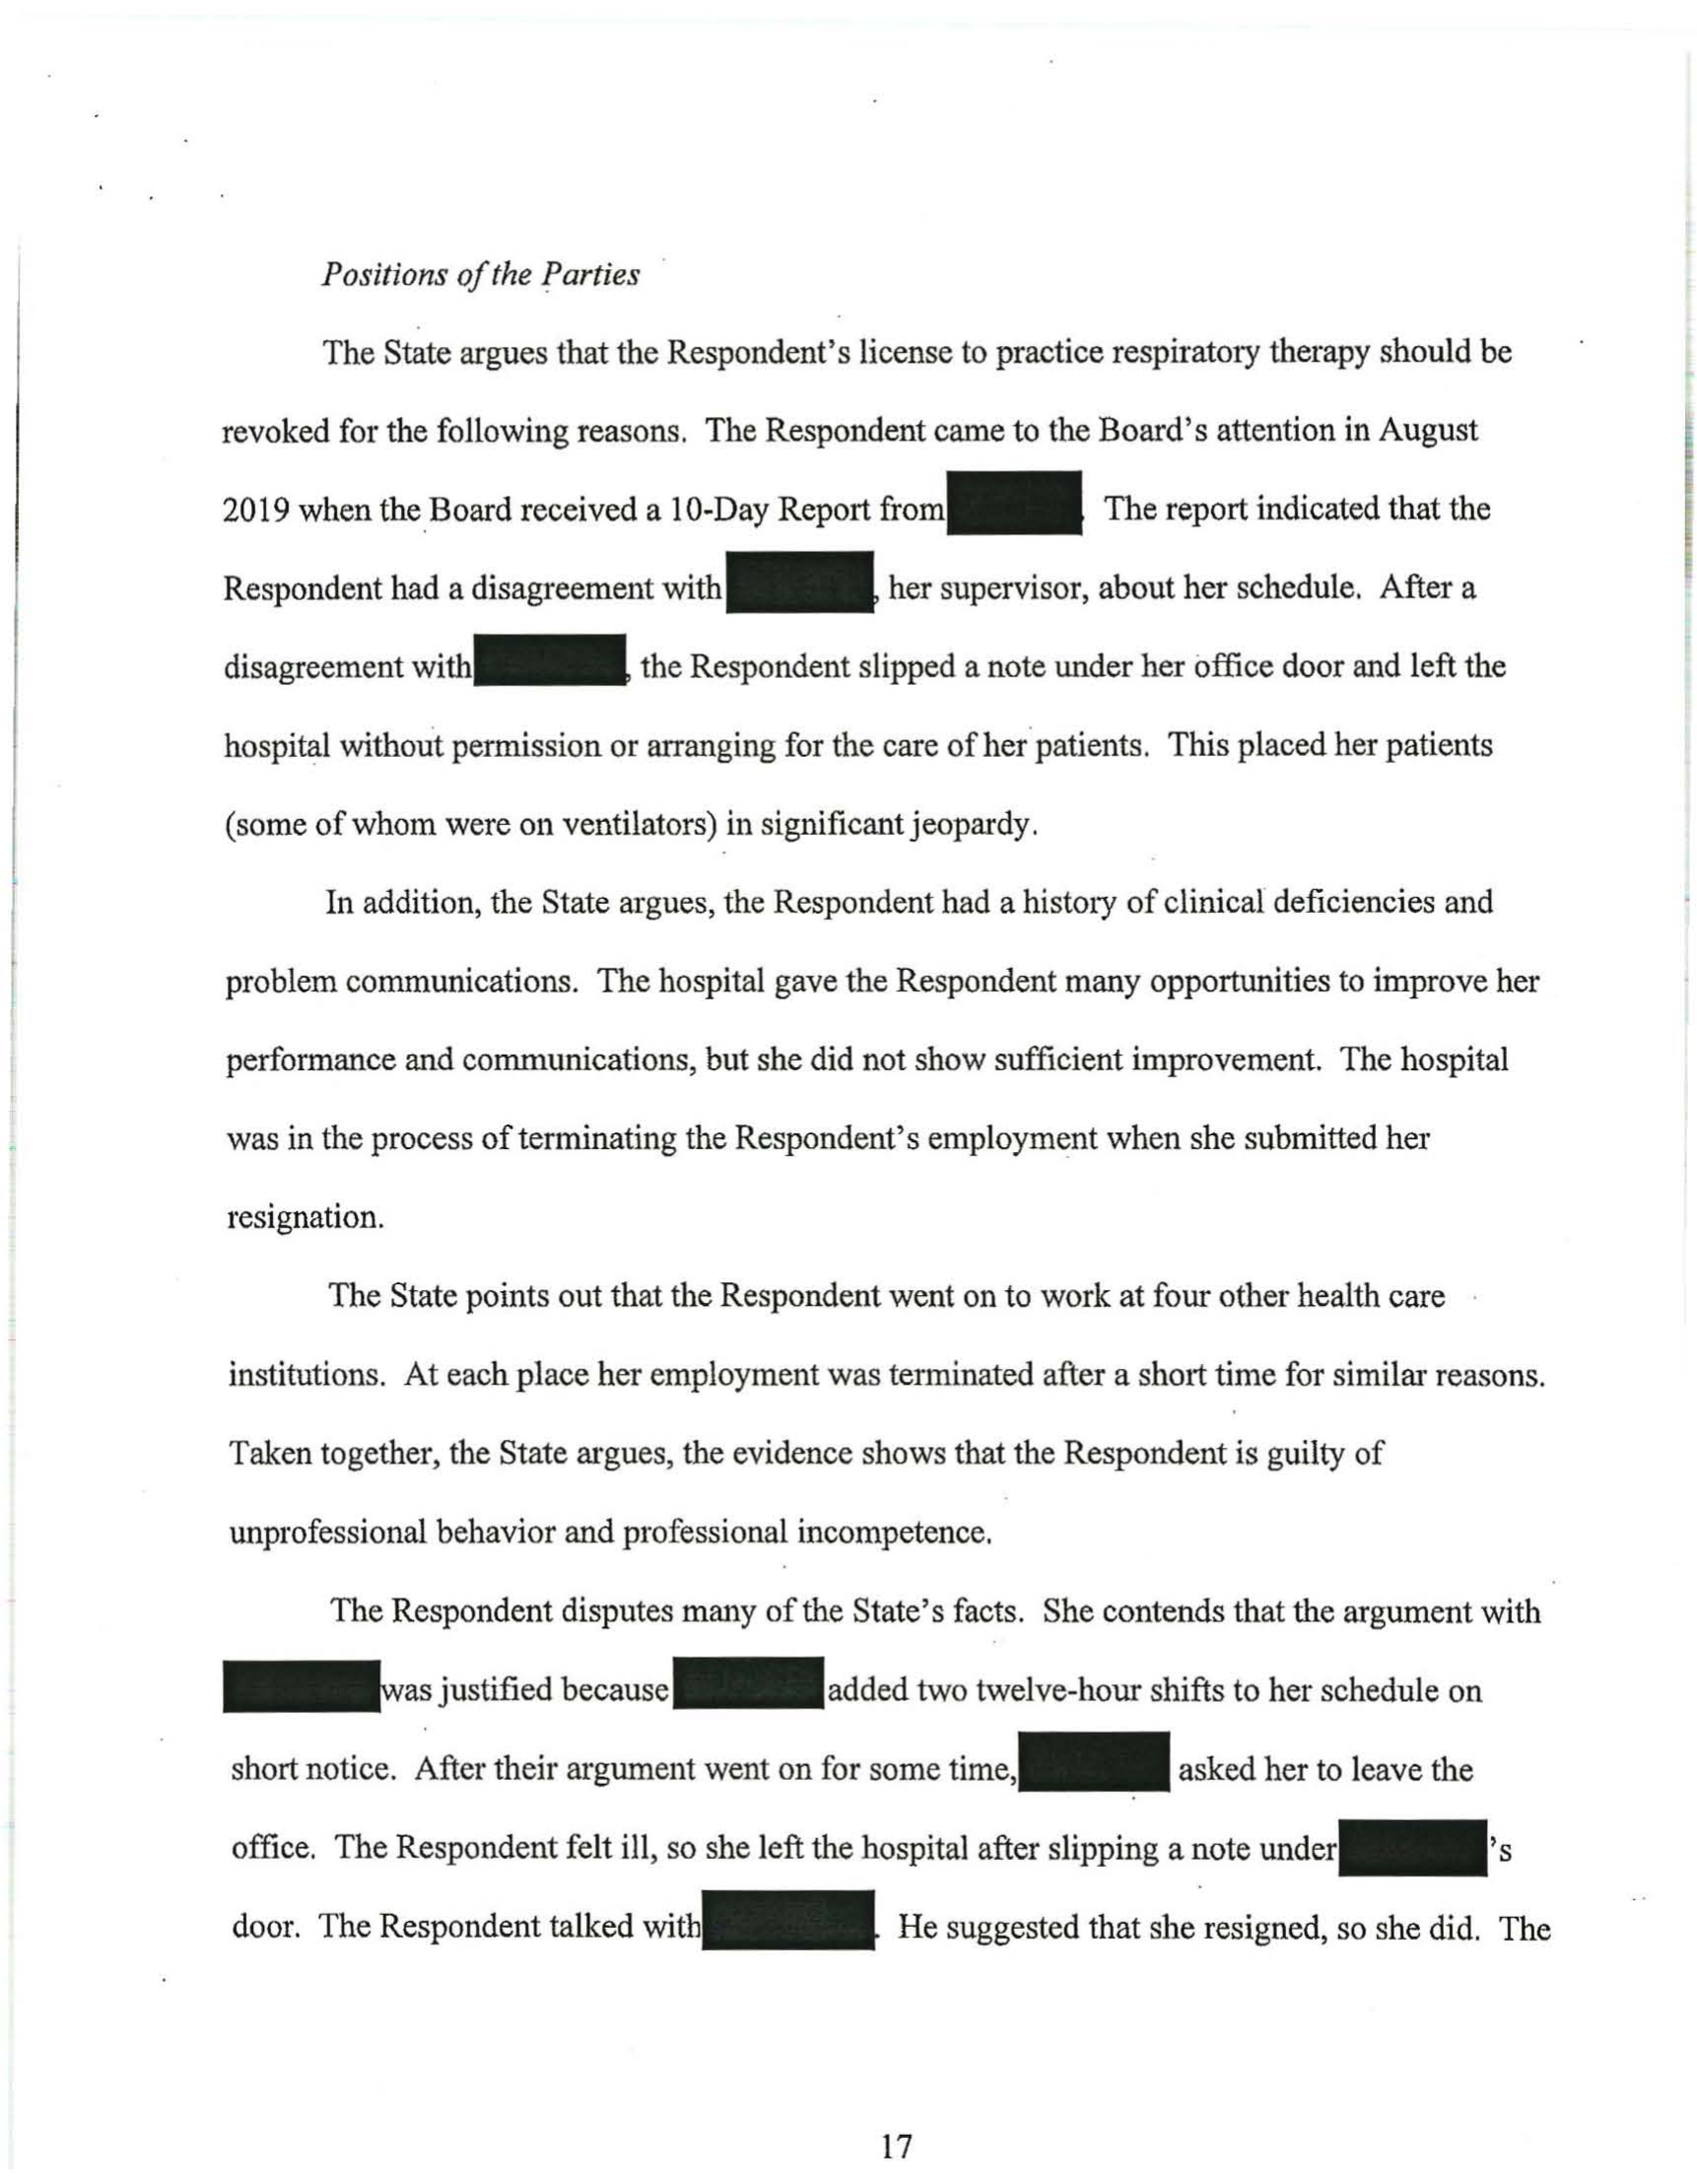 Positions of the Parties
The State argues that the Respondent's license to practice respiratory therapy should be
revoked for the following reasons. The Respondent came to the Board's attention in August
2019 when the Board received a 10-Day Report from . The report indicated that the
Respondent had a disagreement with , her supervisor, about her schedule. After a
disagreement with , the Respondent slipped a note under her office door and left the
hospital without permission or arranging for the care of her patients. This placed her patients
(some of whom were on ventilators) in significant jeopardy.
In addition, the State argues, the Respondent had a history of clinical deficiencies and
problem communications. The hospital gave the Respondent many opportunities to improve her
performance and communications, but she did not show sufficient improvement. The hospital
was in the process of terminating the Respondent's employment when she submitted her
resignation.
The State points out that the Respondent went on to work at four other health care
institutions. At each place her employment was terminated after a short time for similar reasons.
Taken together, the State argues, the evidence shows that the Respondent is guilty of
unprofessional behavior and professional incompetence.
The Respondent disputes many of the State's facts. She contends that the argument with
was justified because added two twelve-hour shifts to her schedule on
short notice. After their argument went on for some time, asked her to leave the
office. The Respondent felt ill, so she left the hospital after slipping a note under 's
door. The Respondent talked with . He suggested that she resigned, so she did. The
17